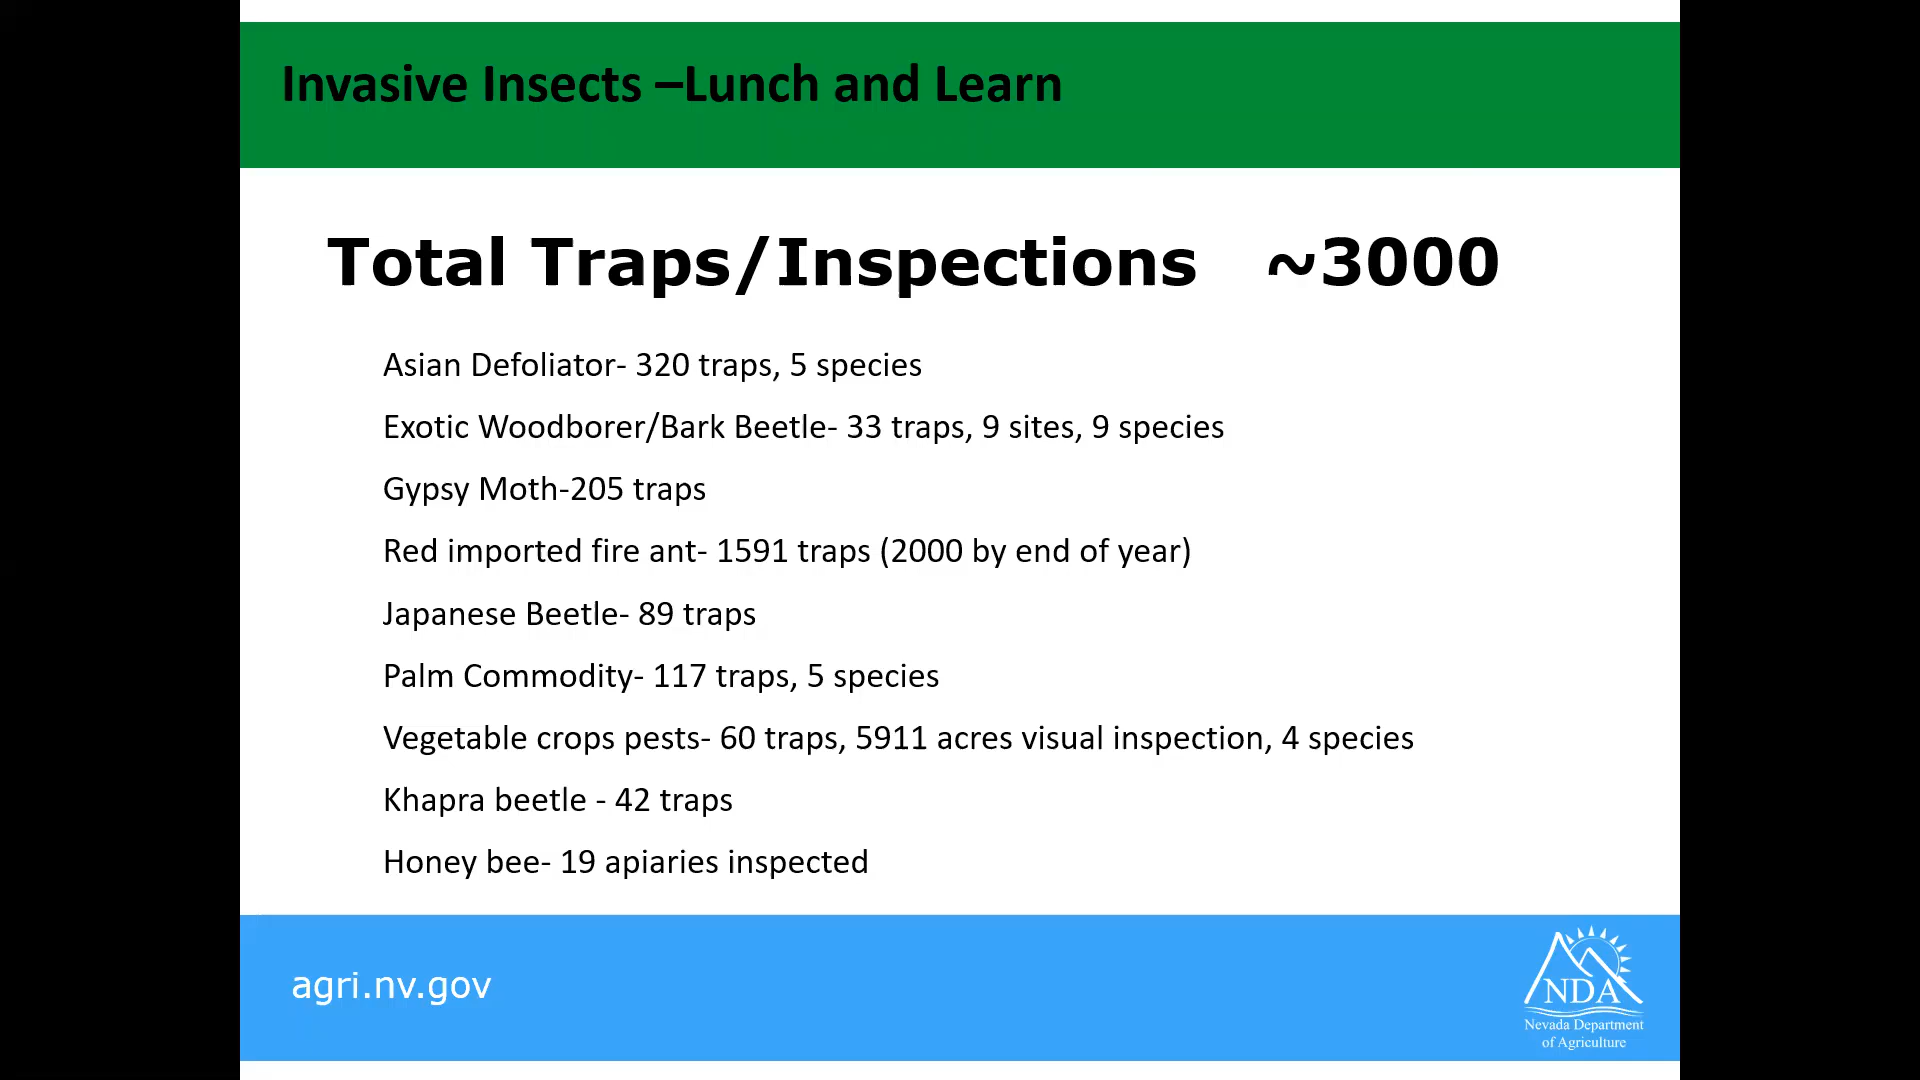 Invasive Insects –Lunch and Learn
Total Traps/Inspections ~3000
Asian Defoliator- 320 traps, 5 species
Exotic Woodborer/Bark Beetle- 33 traps, 9 sites, 9 species
Gypsy Moth-205 traps
Red imported fire ant- 1591 traps (2000 by end of year)
Japanese Beetle- 89 traps
Palm Commodity- 117 traps, 5 species
Vegetable crops pests- 60 traps, 5911 acres visual inspection, 4 species
Khapra beetle - 42 traps
Honey bee- 19 apiaries inspected
agri.nv.gov
NDA
Nevada Department
of Agriculture